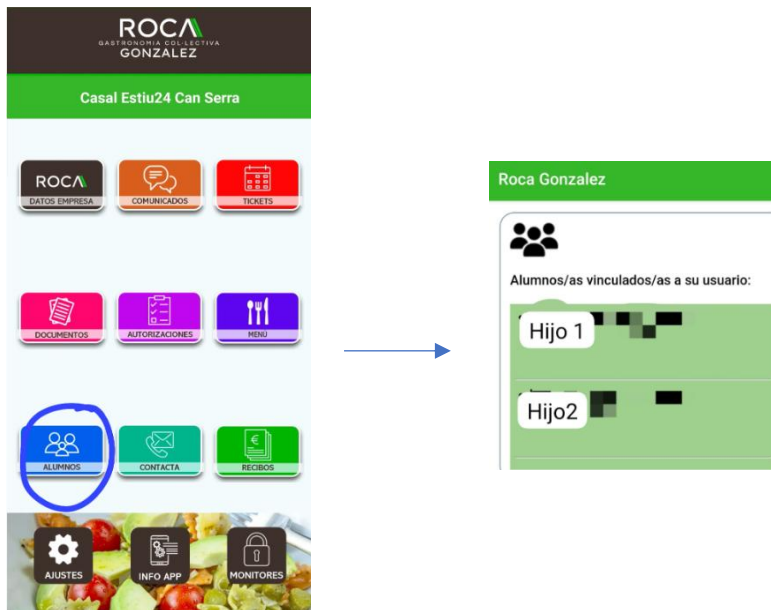 ROCA
GASTRONOMIA COL·LECTIVA
GONZALEZ
Casal Estiu24 Can Serra
ROCA
DATOS EMPRESA
COMUNICADOS
TICKETS
DOCUMENTOS
AUTORIZACIONES
MENÚ
ALUMNOS
CONTACTA
RECIBOS
AJUSTES
INFO APP
MONITORES
Roca Gonzalez
Alumnos/as vinculados/as a su usuario:
Hijo 1
Hijo2